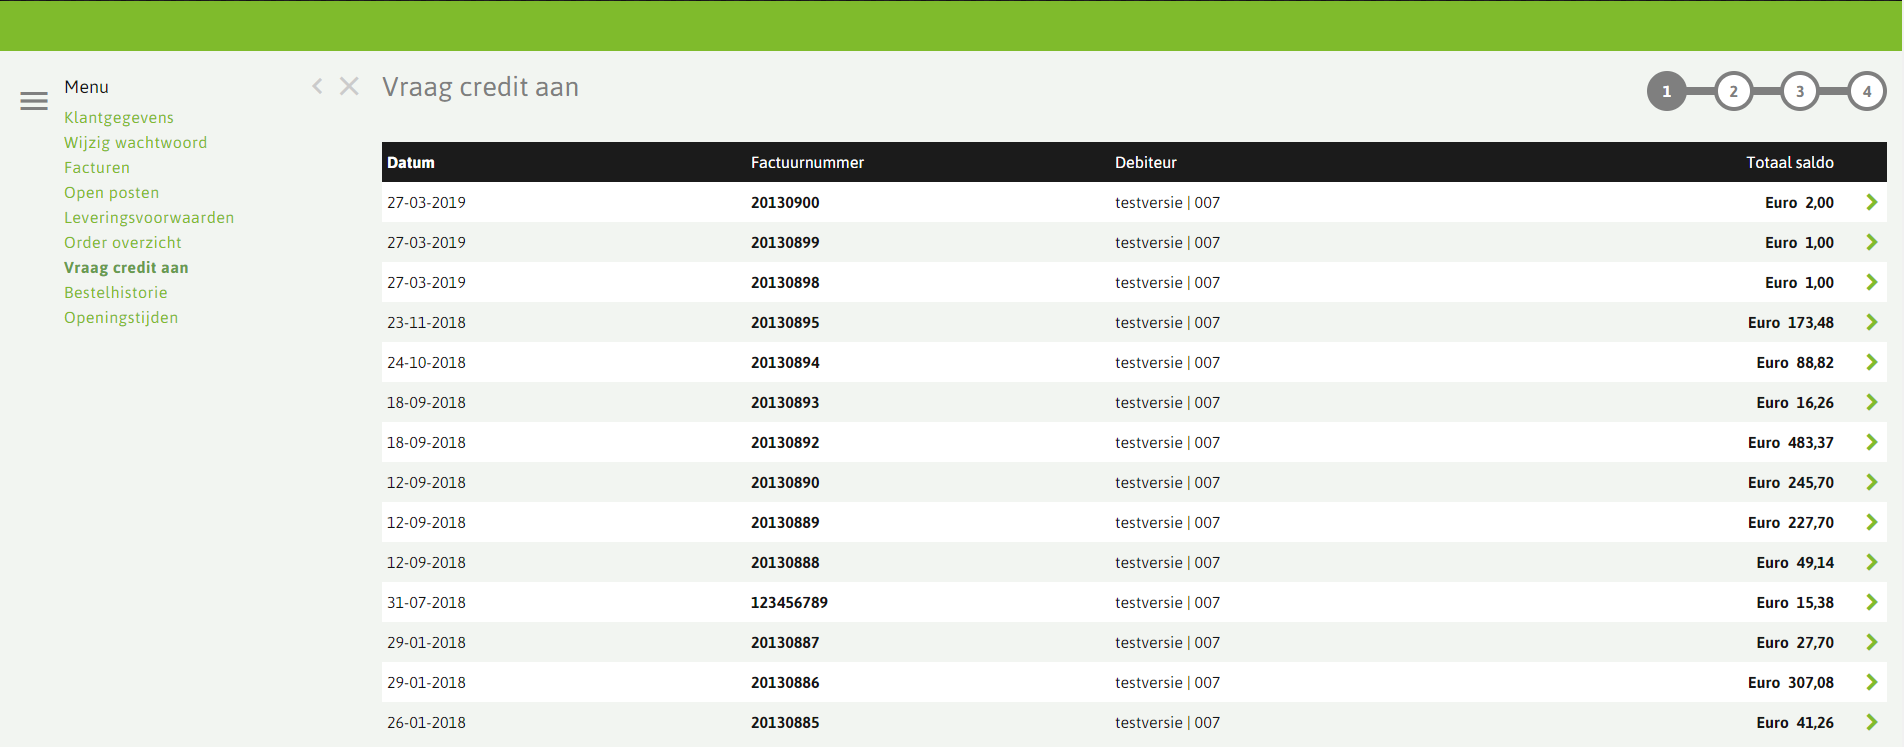 Menu
Klantgegevens
Wijzig wachtwoord
Facturen
Open posten
Leveringsvoorwaarden
Order overzicht
Vraag credit aan
Bestelhistorie
Openingstijden
Vraag credit aan
1 2 3 4
Datum Factuurnummer Debiteur Totaal saldo
27-03-2019 20130900 testversie | 007 Euro 2,00
27-03-2019 20130899 testversie | 007 Euro 1,00
27-03-2019 20130898 testversie | 007 Euro 1,00
23-11-2018 20130895 testversie | 007 Euro 173,48
24-10-2018 20130894 testversie | 007 Euro 88,82
18-09-2018 20130893 testversie | 007 Euro 16,26
18-09-2018 20130892 testversie | 007 Euro 483,37
12-09-2018 20130890 testversie | 007 Euro 245,70
12-09-2018 20130889 testversie | 007 Euro 227,70
12-09-2018 20130888 testversie | 007 Euro 49,14
31-07-2018 123456789 testversie | 007 Euro 15,38
29-01-2018 20130887 testversie | 007 Euro 27,70
29-01-2018 20130886 testversie | 007 Euro 307,08
26-01-2018 20130885 testversie | 007 Euro 41,26